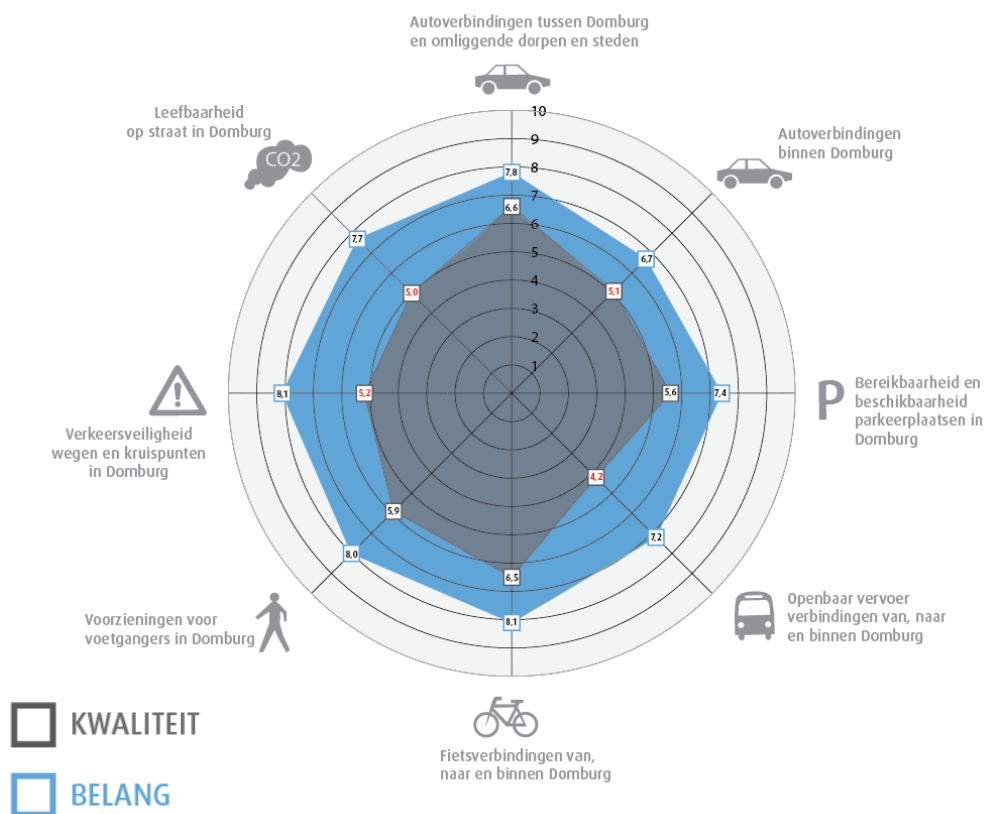 Autoverbindingen tussen Domburg
en omliggende dorpen en steden
Autoverbindingen
binnen Domburg
Bereikbaarheid en
beschikbaarheid
parkeerplaatsen in
Domburg
P
Openbaar vervoer
verbindingen van, naar
en binnen Domburg
Fietsverbindingen van,
naar en binnen Domburg
Voorzieningen voor
voetgangers in Domburg
Verkeersveiligheid
wegen en kruispunten
in Domburg
Leefbaarheid
op straat in Domburg
CO2
10
9
8
7
6
5
4
3
2
1
7,8
6,6
6,7
5,1
7,4
5,6
7,2
4,2
8,1
6,5
8,0
5,9
8,1
5,2
7,7
5,0
KWALITEIT
BELANG